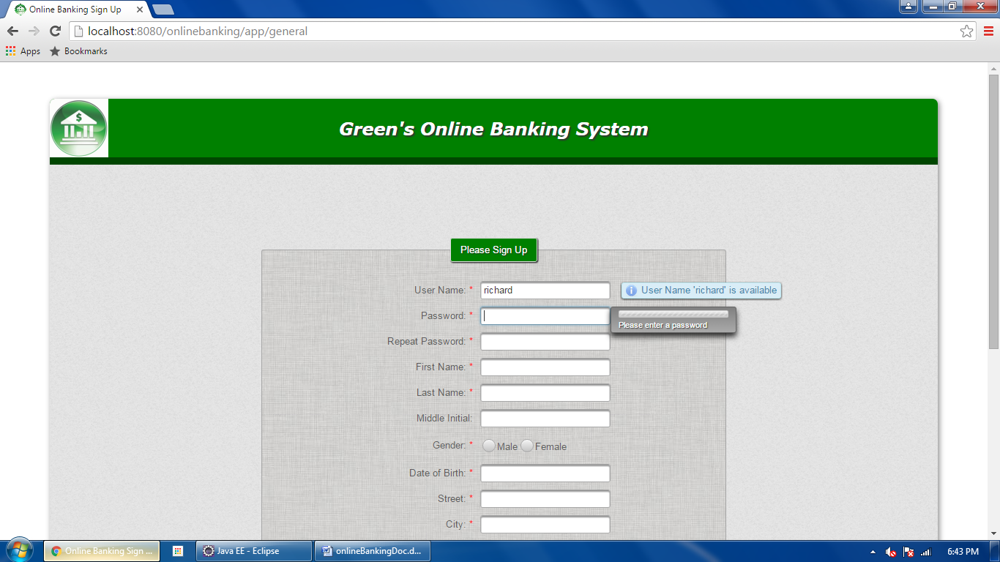 Online Banking Sign Up
localhost:8080/onlinebanking/app/general
Apps Bookmarks
$
Green's Online Banking System
Please Sign Up
User Name: * richard User Name 'richard' is available
Password: *
Please enter a password
Repeat Password: *
First Name: *
Last Name: *
Middle Initial:
Gender: * Male Female
Date of Birth: *
Street: *
City: *
Online Banking Sign ... Java EE - Eclipse onlineBankingDoc.d... 6:43 PM